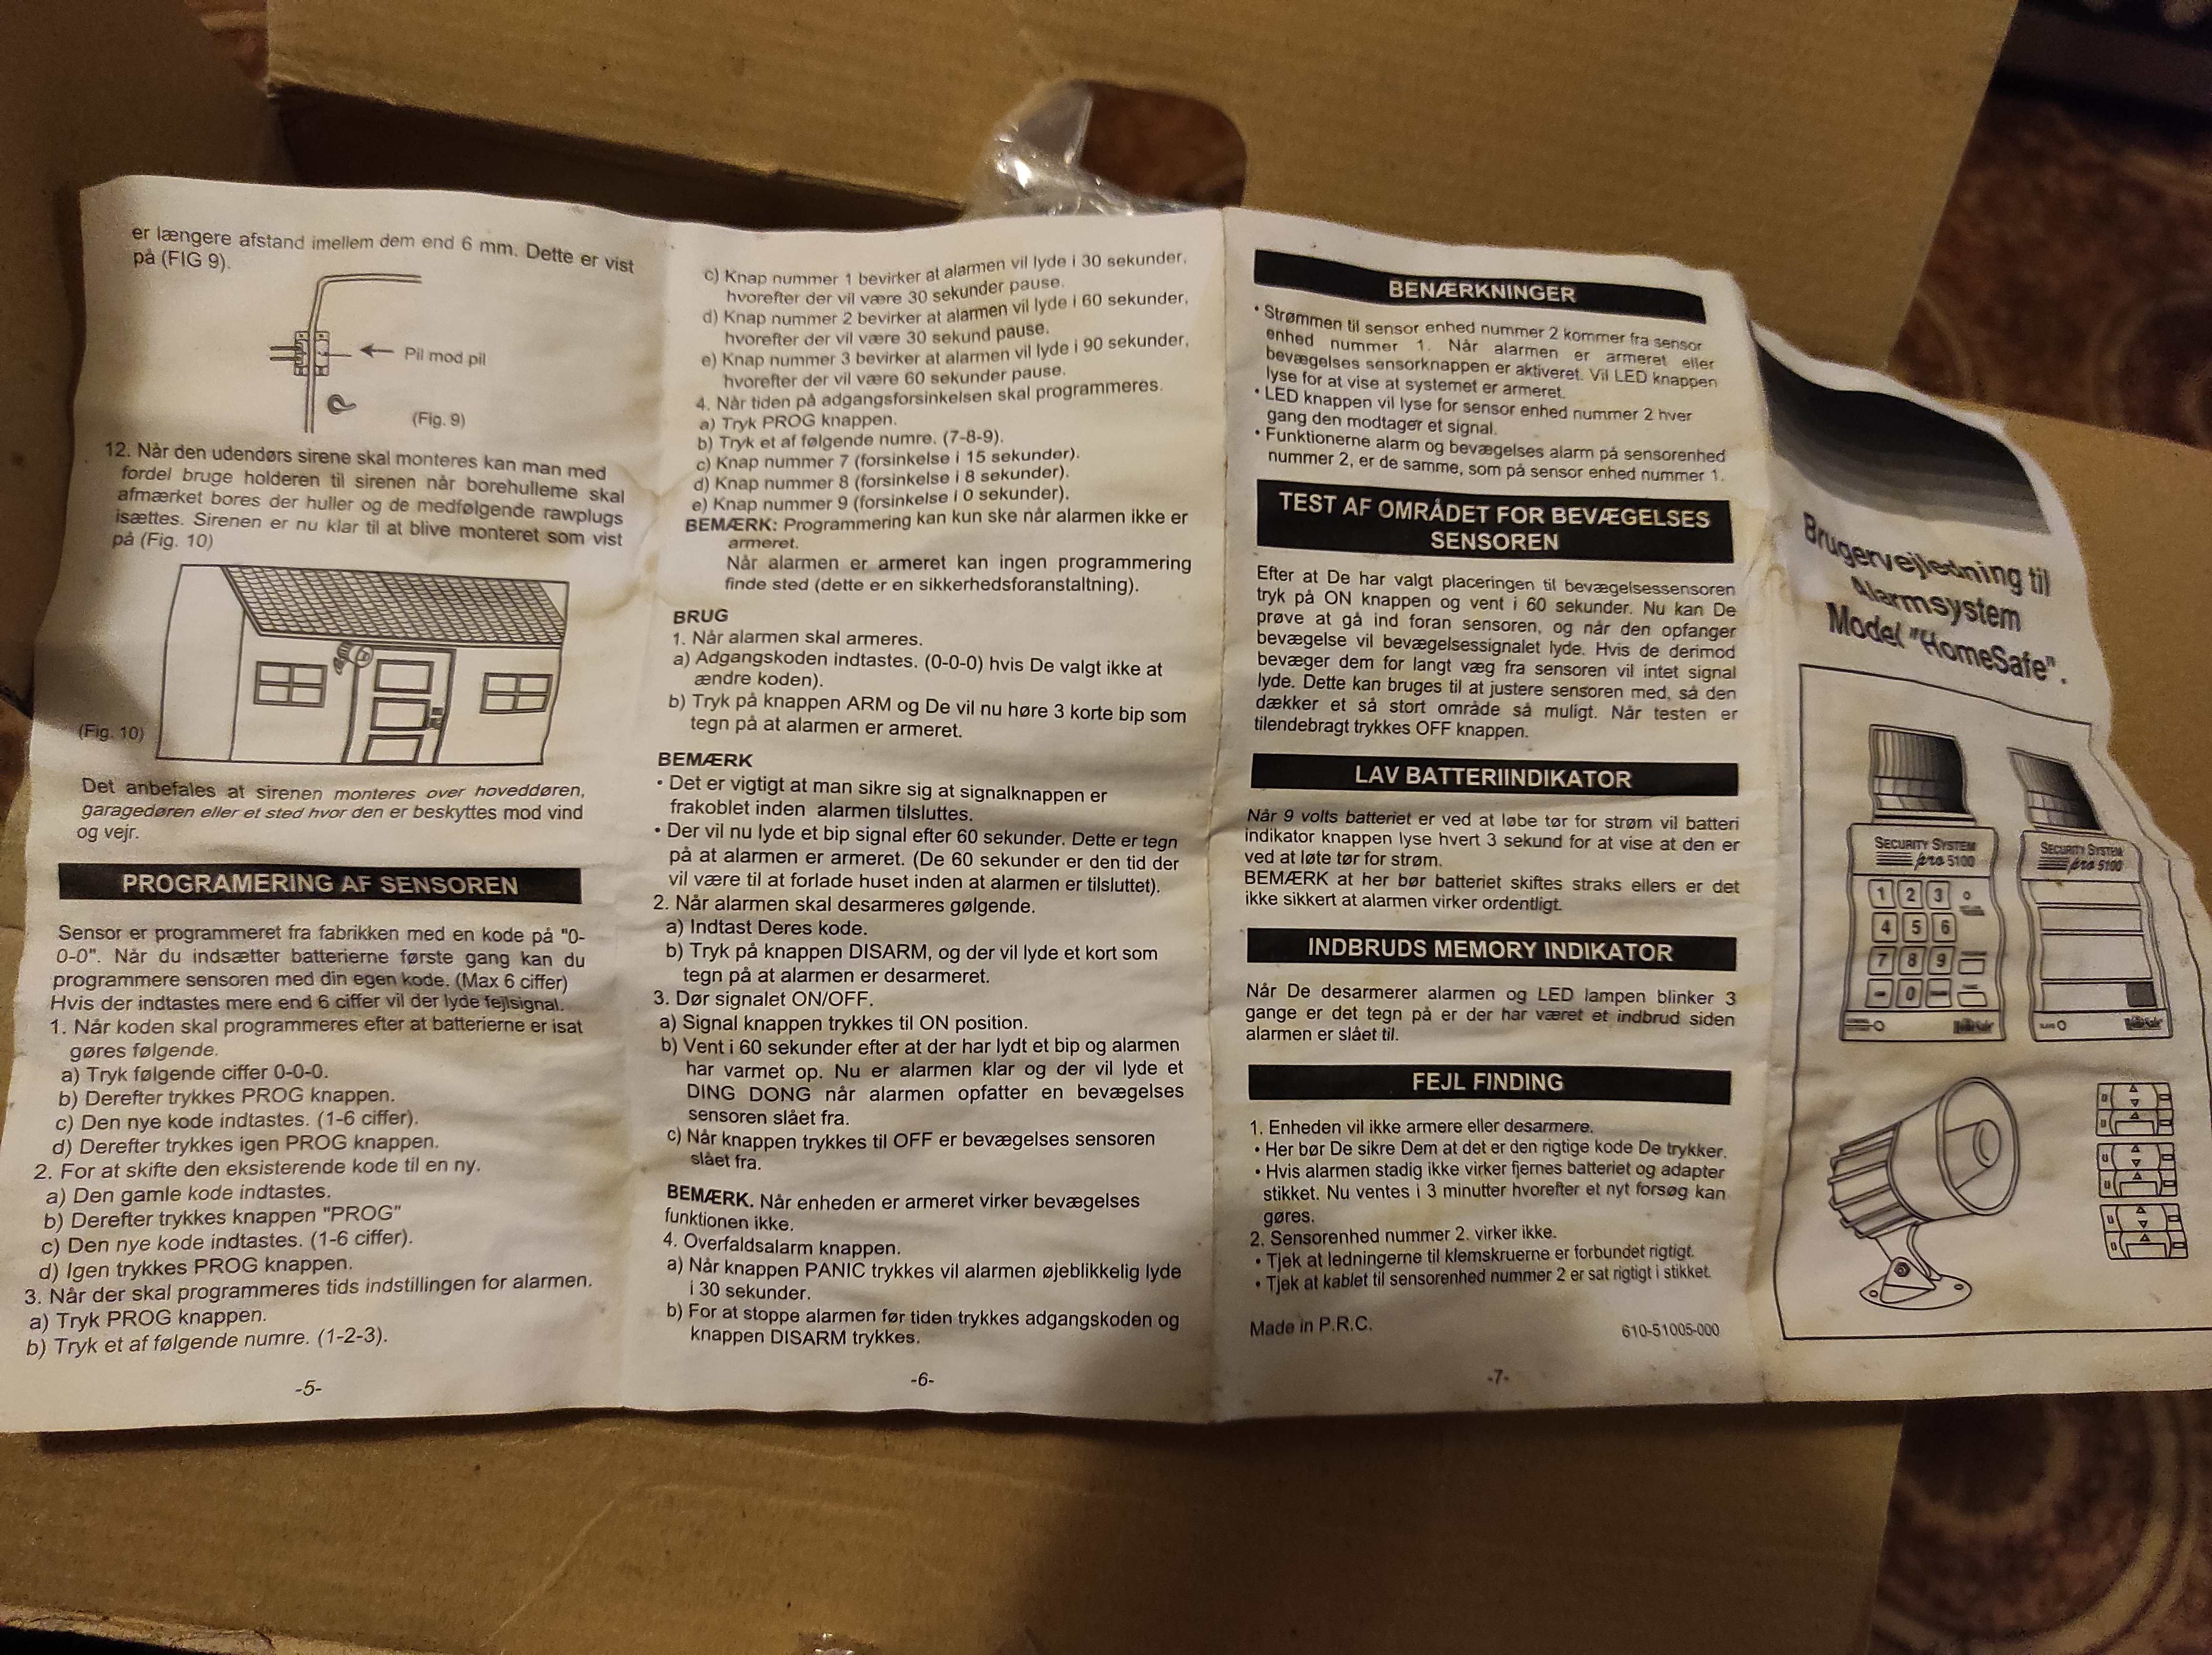 er længere afstand imellem dem end 6 mm. Dette er vist
på (FIG 9).
Pil mod pil
(Fig. 9)
12. Når den udendørs sirene skal monteres kan man med
fordel bruge holderen til sirenen når borehullerne skal
afmærket bores der huller og de medfølgende rawplugs
isættes. Sirenen er nu klar til at blive monteret som vist
på (Fig. 10)
(Fig. 10)
Det anbefales at sirenen monteres over hoveddøren,
garagedøren eller et sted hvor den er beskyttes mod vind
og vejr.
PROGRAMERING AF SENSOREN
Sensor er programmeret fra fabrikken med en kode på "0-
0-0". Når du indsætter batterierne første gang kan du
programmere sensoren med din egen kode. (Max 6 ciffer)
Hvis der indtastes mere end 6 ciffer vil der lyde fejlsignal.
1. Når koden skal programmeres efter at batterierne er isat
gøres følgende.
a) Tryk følgende ciffer 0-0-0.
b) Derefter trykkes PROG knappen.
c) Den nye kode indtastes. (1-6 ciffer).
d) Derefter trykkes igen PROG knappen.
2. For at skifte den eksisterende kode til en ny.
a) Den gamle kode indtastes.
b) Derefter trykkes knappen "PROG"
c) Den nye kode indtastes. (1-6 ciffer).
d) Igen trykkes PROG knappen.
3. Når der skal programmeres tids indstillingen for alarmen.
a) Tryk PROG knappen.
b) Tryk et af følgende numre. (1-2-3).
-5-
c) Knap nummer 1 bevirker at alarmen vil lyde i 30 sekunder,
hvorefter der vil være 30 sekunder pause.
d) Knap nummer 2 bevirker at alarmen vil lyde i 60 sekunder,
hvorefter der vil være 30 sekund pause.
e) Knap nummer 3 bevirker at alarmen vil lyde i 90 sekunder,
hvorefter der vil være 60 sekunder pause.
4. Når tiden på adgangsforsinkelsen skal programmeres.
a) Tryk PROG knappen.
b) Tryk et af følgende numre. (7-8-9).
c) Knap nummer 7 (forsinkelse i 15 sekunder).
d) Knap nummer 8 (forsinkelse i 8 sekunder).
e) Knap nummer 9 (forsinkelse i 0 sekunder).
BEMÆRK: Programmering kan kun ske når alarmen ikke er
armeret.
Når alarmen er armeret kan ingen programmering
finde sted (dette er en sikkerhedsforanstaltning).
BRUG
1. Når alarmen skal armeres.
a) Adgangskoden indtastes. (0-0-0) hvis De valgt ikke at
ændre koden).
b) Tryk på knappen ARM og De vil nu høre 3 korte bip som
tegn på at alarmen er armeret.
BEMÆRK
• Det er vigtigt at man sikre sig at signalknappen er
frakoblet inden alarmen tilsluttes.
• Der vil nu lyde et bip signal efter 60 sekunder. Dette er tegn
på at alarmen er armeret. (De 60 sekunder er den tid der
vil være til at forlade huset inden at alarmen er tilsluttet).
2. Når alarmen skal desarmeres gølgende.
a) Indtast Deres kode.
b) Tryk på knappen DISARM, og der vil lyde et kort som
tegn på at alarmen er desarmeret.
3. Dør signalet ON/OFF.
a) Signal knappen trykkes til ON position.
b) Vent i 60 sekunder efter at der har lydt et bip og alarmen
har varmet op. Nu er alarmen klar og der vil lyde et
DING DONG når alarmen opfatter en bevægelses
sensoren slået fra.
c) Når knappen trykkes til OFF er bevægelses sensoren
slået fra.
BEMÆRK. Når enheden er armeret virker bevægelses
funktionen ikke.
4. Overfaldsalarm knappen.
a) Når knappen PANIC trykkes vil alarmen øjeblikkelig lyde
i 30 sekunder.
b) For at stoppe alarmen før tiden trykkes adgangskoden og
knappen DISARM trykkes.
-6-
BENÆRKNINGER
• Strømmen til sensor enhed nummer 2 kommer fra sensor
enhed nummer 1. Når alarmen er armeret eller
bevægelses sensorknappen er aktiveret. Vil LED knappen
lyse for at vise at systemet er armeret.
• LED knappen vil lyse for sensor enhed nummer 2 hver
gang den modtager et signal.
• Funktionerne alarm og bevægelses alarm på sensorenhed
nummer 2, er de samme, som på sensor enhed nummer 1.
TEST AF OMRÅDET FOR BEVÆGELSES
SENSOREN
Efter at De har valgt placeringen til bevægelsessensoren
tryk på ON knappen og vent i 60 sekunder. Nu kan De
prøve at gå ind foran sensoren, og når den opfanger
bevægelse vil bevægelsessignalet lyde. Hvis de derimod
bevæger dem for langt væg fra sensoren vil intet signal
lyde. Dette kan bruges til at justere sensoren med, så den
dækker et så stort område så muligt. Når testen er
tilendebragt trykkes OFF knappen.
LAV BATTERIINDIKATOR
Når 9 volts batteriet er ved at løbe tør for strøm vil batteri
indikator knappen lyse hvert 3 sekund for at vise at den er
ved at løte tør for strøm.
BEMÆRK at her bør batteriet skiftes straks ellers er det
ikke sikkert at alarmen virker ordentligt.
INDBRUDS MEMORY INDIKATOR
Når De desarmerer alarmen og LED lampen blinker 3
gange er det tegn på er der har været et indbrud siden
alarmen er slået til.
FEJL FINDING
1. Enheden vil ikke armere eller desarmere.
• Her bør De sikre Dem at det er den rigtige kode De trykker.
• Hvis alarmen stadig ikke virker fjernes batteriet og adapter
stikket. Nu ventes i 3 minutter hvorefter et nyt forsøg kan
gøres.
2. Sensorenhed nummer 2. virker ikke.
• Tjek at ledningerne til klemskruerne er forbundet rigtigt.
• Tjek at kablet til sensorenhed nummer 2 er sat rigtigt i stikket.
Made in P.R.C.
610-51005-000
-7-
Brugervejledning til
Alarmsystem
Model "HomeSafe".
SECURITY SYSTEM
pro 5100
1 2 3
4 5 6
7 8 9
0
HomeSafe
SECURITY SYSTEM
pro 5100
HomeSafe